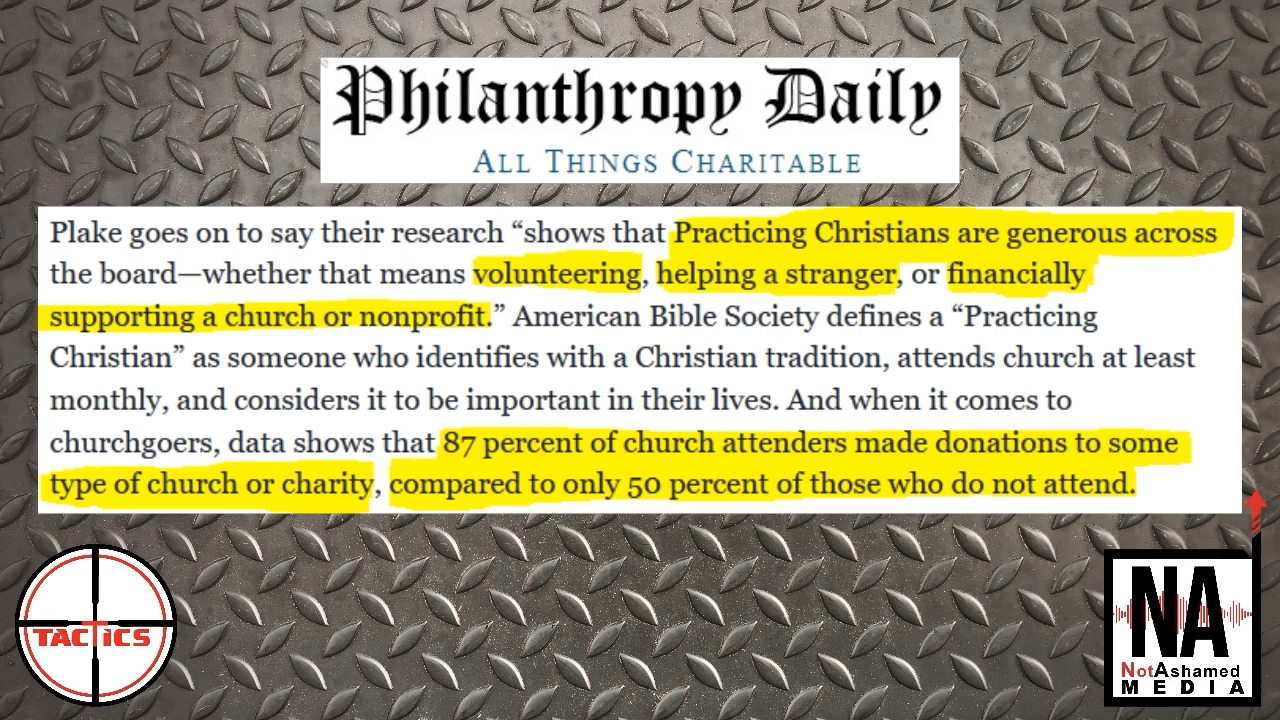 Philanthropy Daily
ALL THINGS CHARITABLE
Plake goes on to say their research “shows that Practicing Christians are generous across
the board—whether that means volunteering, helping a stranger, or financially
supporting a church or nonprofit.” American Bible Society defines a “Practicing
Christian” as someone who identifies with a Christian tradition, attends church at least
monthly, and considers it to be important in their lives. And when it comes to
churchgoers, data shows that 87 percent of church attenders made donations to some
type of church or charity, compared to only 50 percent of those who do not attend.
TACTICS
NA
NotAshamed
MEDIA